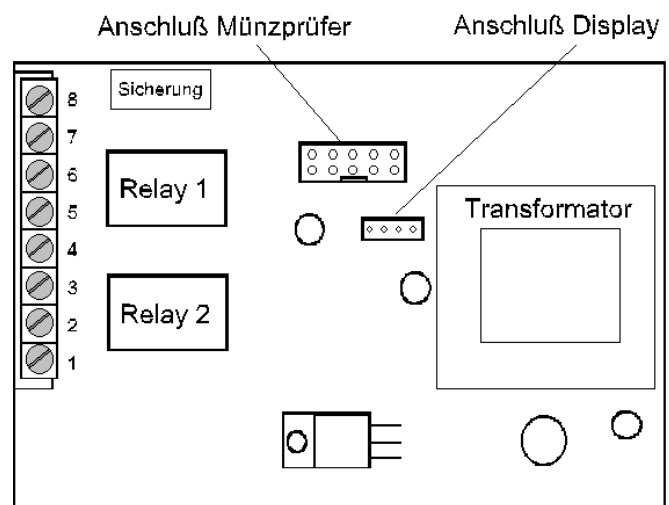 Anschluß Münzprüfer
Anschluß Display
Sicherung
8
7
6
5
4
3
2
1
Relay 1
Relay 2
Transformator